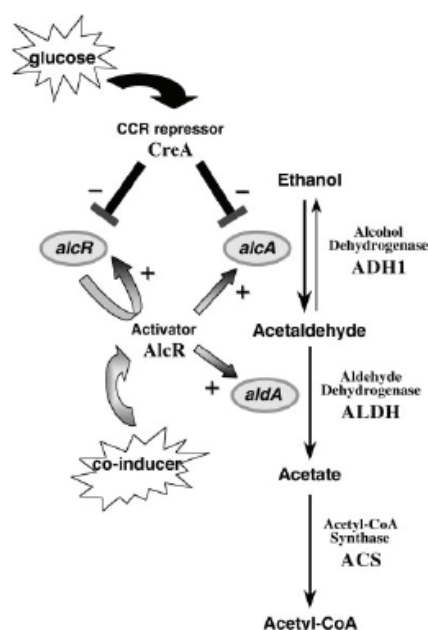 glucose
CCR repressor
CreA
−
−
Ethanol
alcR
+
alcA
+
Alcohol
Dehydrogenase
ADH1
Activator
AlcR
Acetaldehyde
+
aldA
Aldehyde
Dehydrogenase
ALDH
co-inducer
Acetate
Acetyl-CoA
Synthase
ACS
Acetyl-CoA